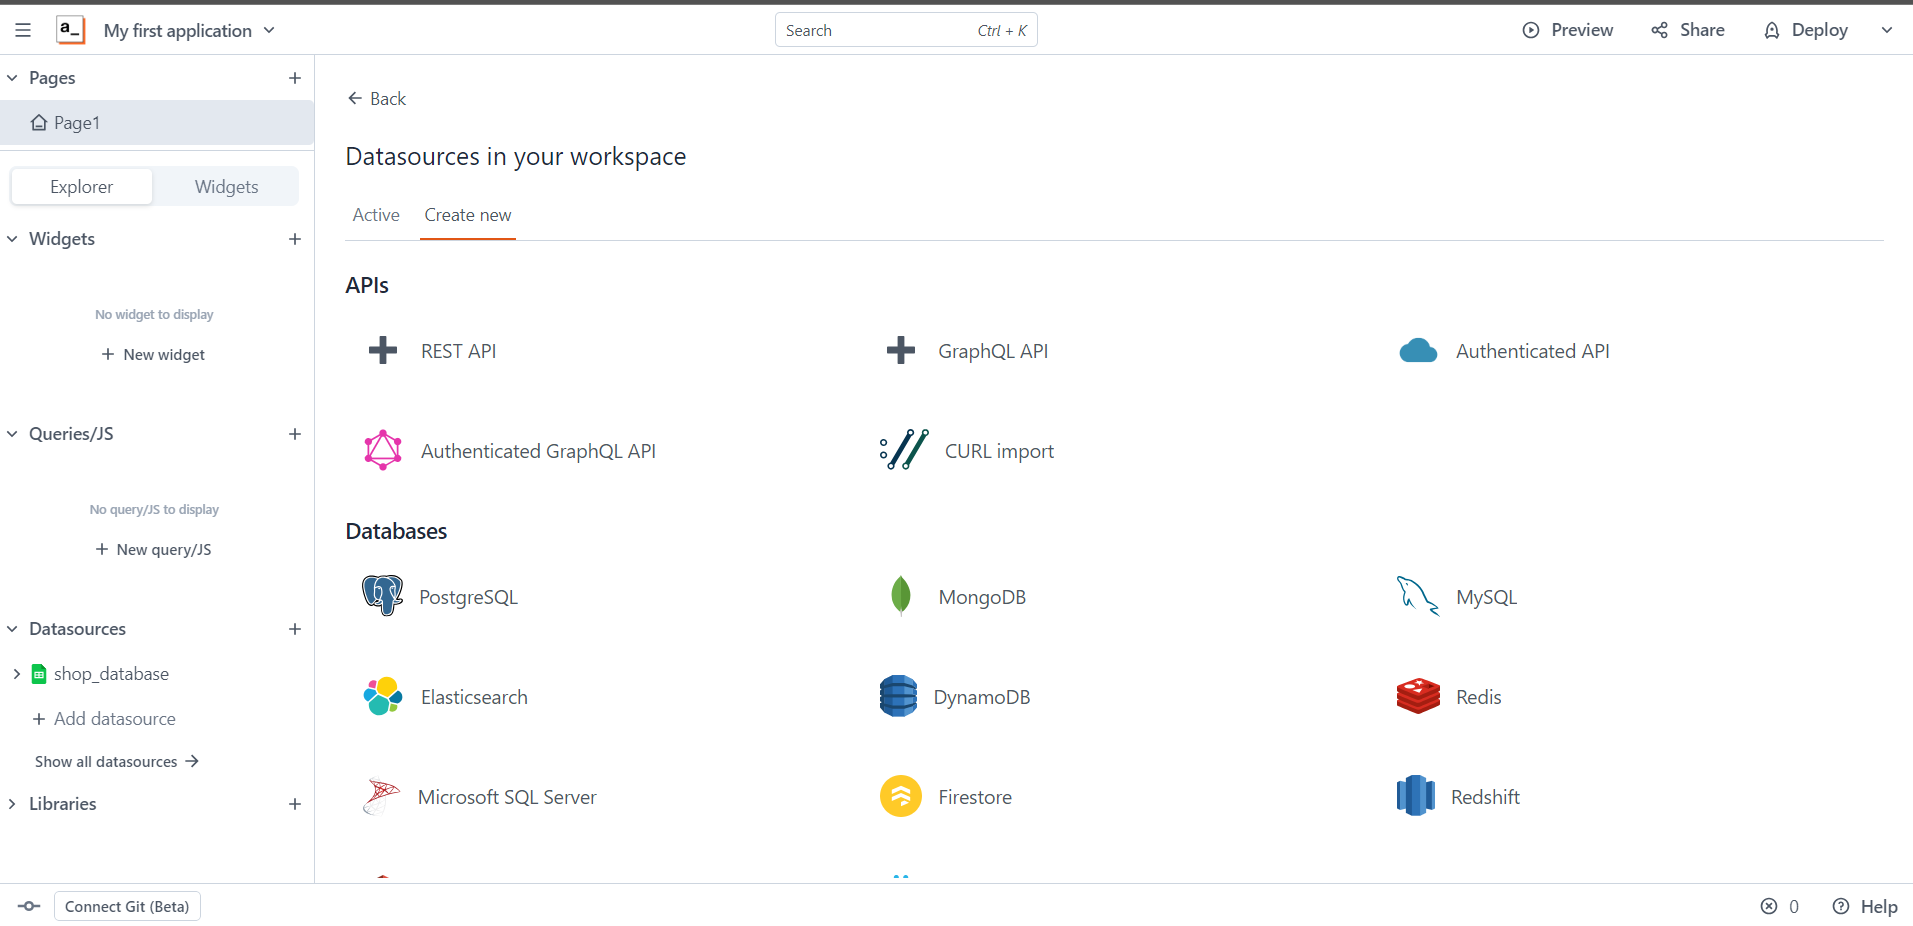 a_ My first application
Search Ctrl + K
Preview Share Deploy
Pages
Page1
Explorer Widgets
Widgets
No widget to display
New widget
Queries/JS
No query/JS to display
New query/JS
Datasources
shop_database
Add datasource
Show all datasources
Libraries
Back
Datasources in your workspace
Active Create new
APIs
REST API GraphQL API Authenticated API
Authenticated GraphQL API CURL import
Databases
PostgreSQL MongoDB MySQL
Elasticsearch DynamoDB Redis
Microsoft SQL Server Firestore Redshift
Connect Git (Beta)
0 Help